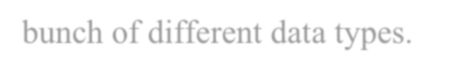 bunch of different data types.